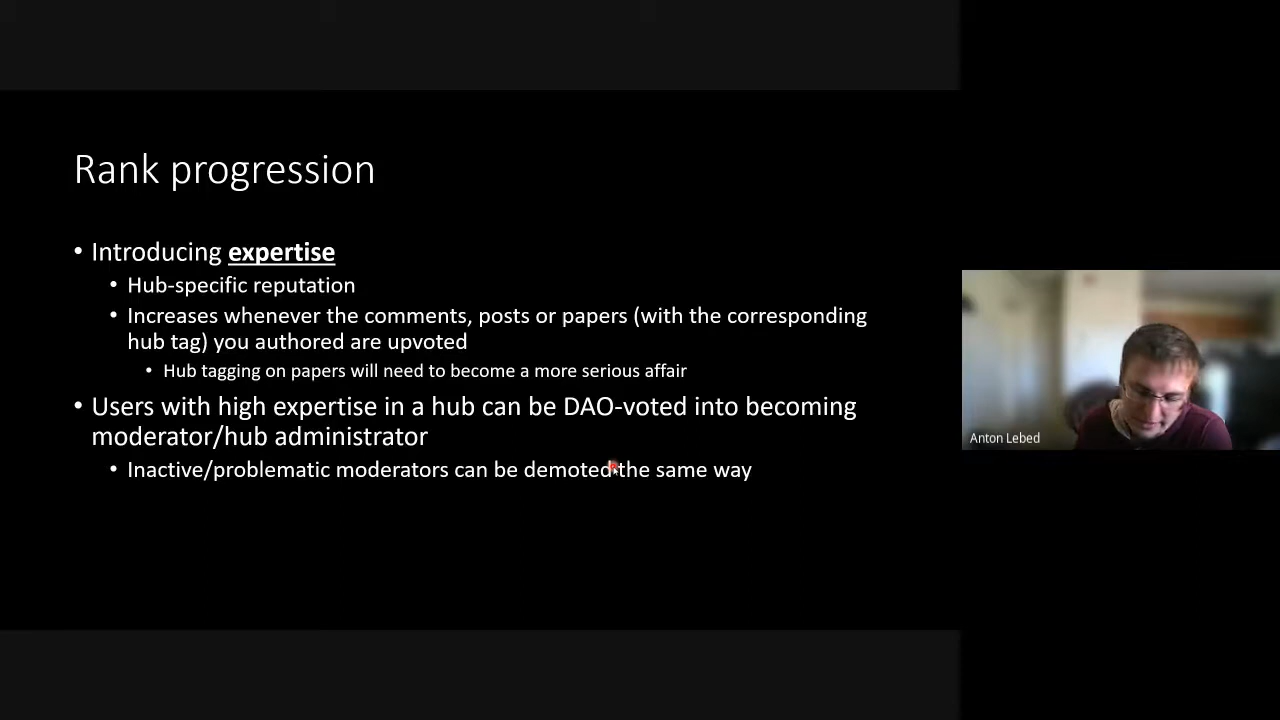 Rank progression
• Introducing expertise
• Hub-specific reputation
• Increases whenever the comments, posts or papers (with the corresponding
hub tag) you authored are upvoted
• Hub tagging on papers will need to become a more serious affair
• Users with high expertise in a hub can be DAO-voted into becoming
moderator/hub administrator
• Inactive/problematic moderators can be demoted the same way
Anton Lebed